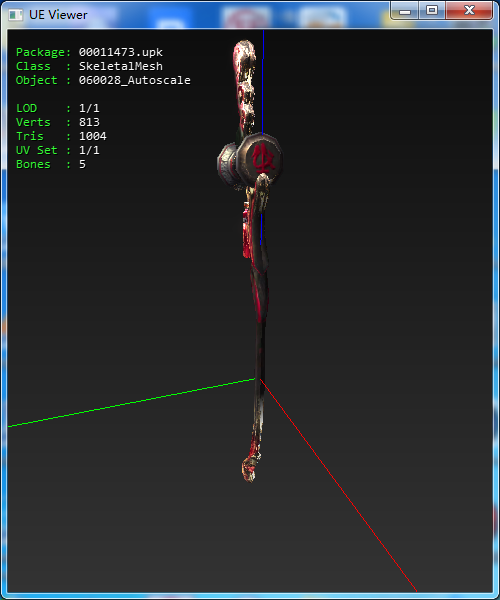 UE Viewer
Package: 00011473.upk
Class : SkeletalMesh
Object : 060028_Autoscale
LOD : 1/1
Verts : 813
Tris : 1004
UV Set : 1/1
Bones : 5